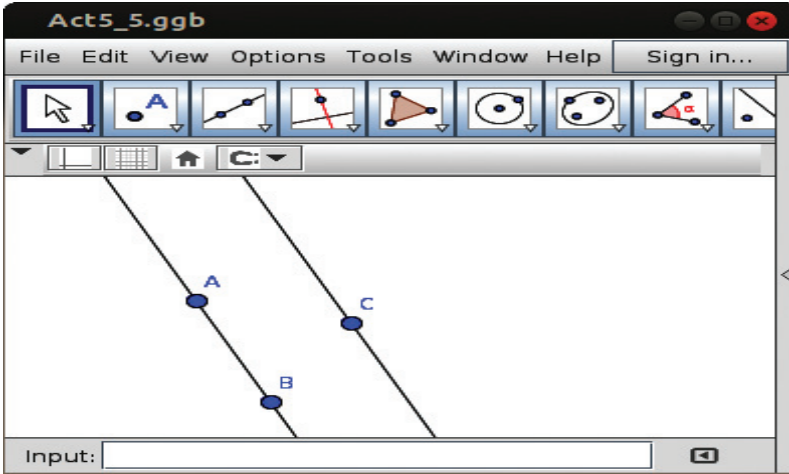 Act5_5.ggb
File Edit View Options Tools Window Help Sign in...
A
α
C:
A
C
B
Input: